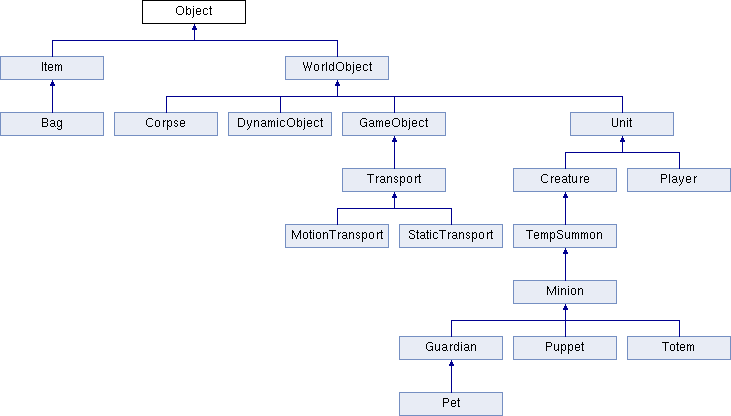 Object
Item
WorldObject
Bag
Corpse
DynamicObject
GameObject
Unit
Transport
Creature
Player
MotionTransport
StaticTransport
TempSummon
Minion
Guardian
Puppet
Totem
Pet